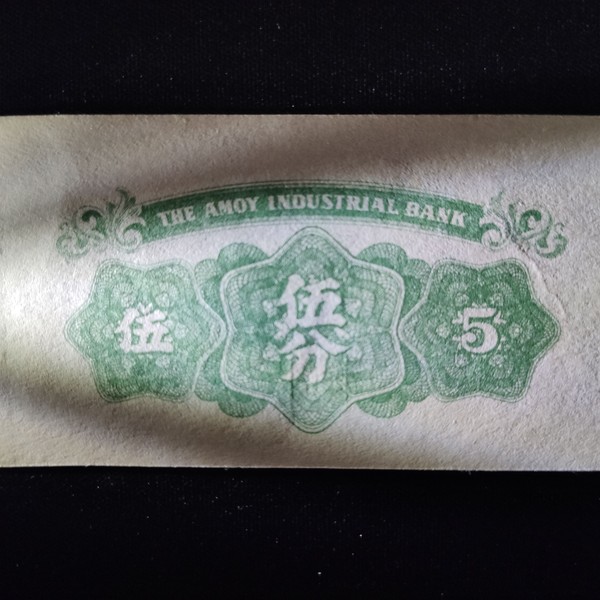 THE AMOY INDUSTRIAL BANK
伍
伍分
5